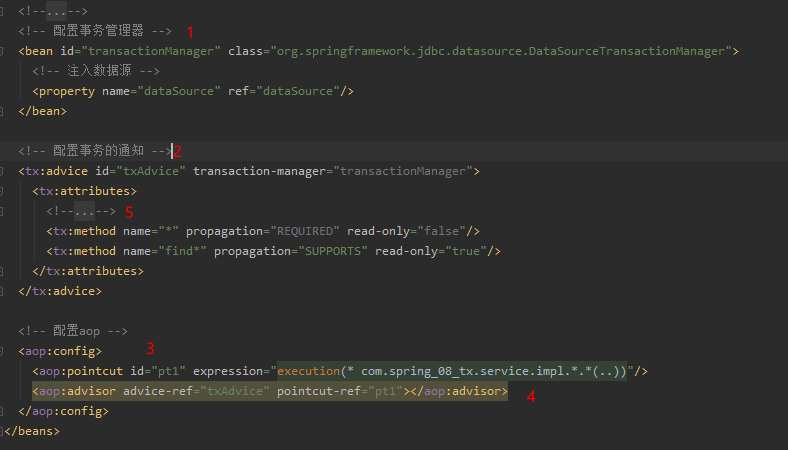 <!--...-->
<!-- 配置事务管理器 --> 1
<bean id="transactionManager" class="org.springframework.jdbc.datasource.DataSourceTransactionManager">
<!-- 注入数据源 -->
<property name="dataSource" ref="dataSource"/>
</bean>
<!-- 配置事务的通知 --> 2
<tx:advice id="txAdvice" transaction-manager="transactionManager">
<tx:attributes>
<!--...--> 5
<tx:method name="*" propagation="REQUIRED" read-only="false"/>
<tx:method name="find*" propagation="SUPPORTS" read-only="true"/>
</tx:attributes>
</tx:advice>
<!-- 配置aop -->
<aop:config> 3
<aop:pointcut id="pt1" expression="execution(* com.spring_08_tx.service.impl.*.*(..))"/>
<aop:advisor advice-ref="txAdvice" pointcut-ref="pt1"></aop:advisor> 4
</aop:config>
</beans>